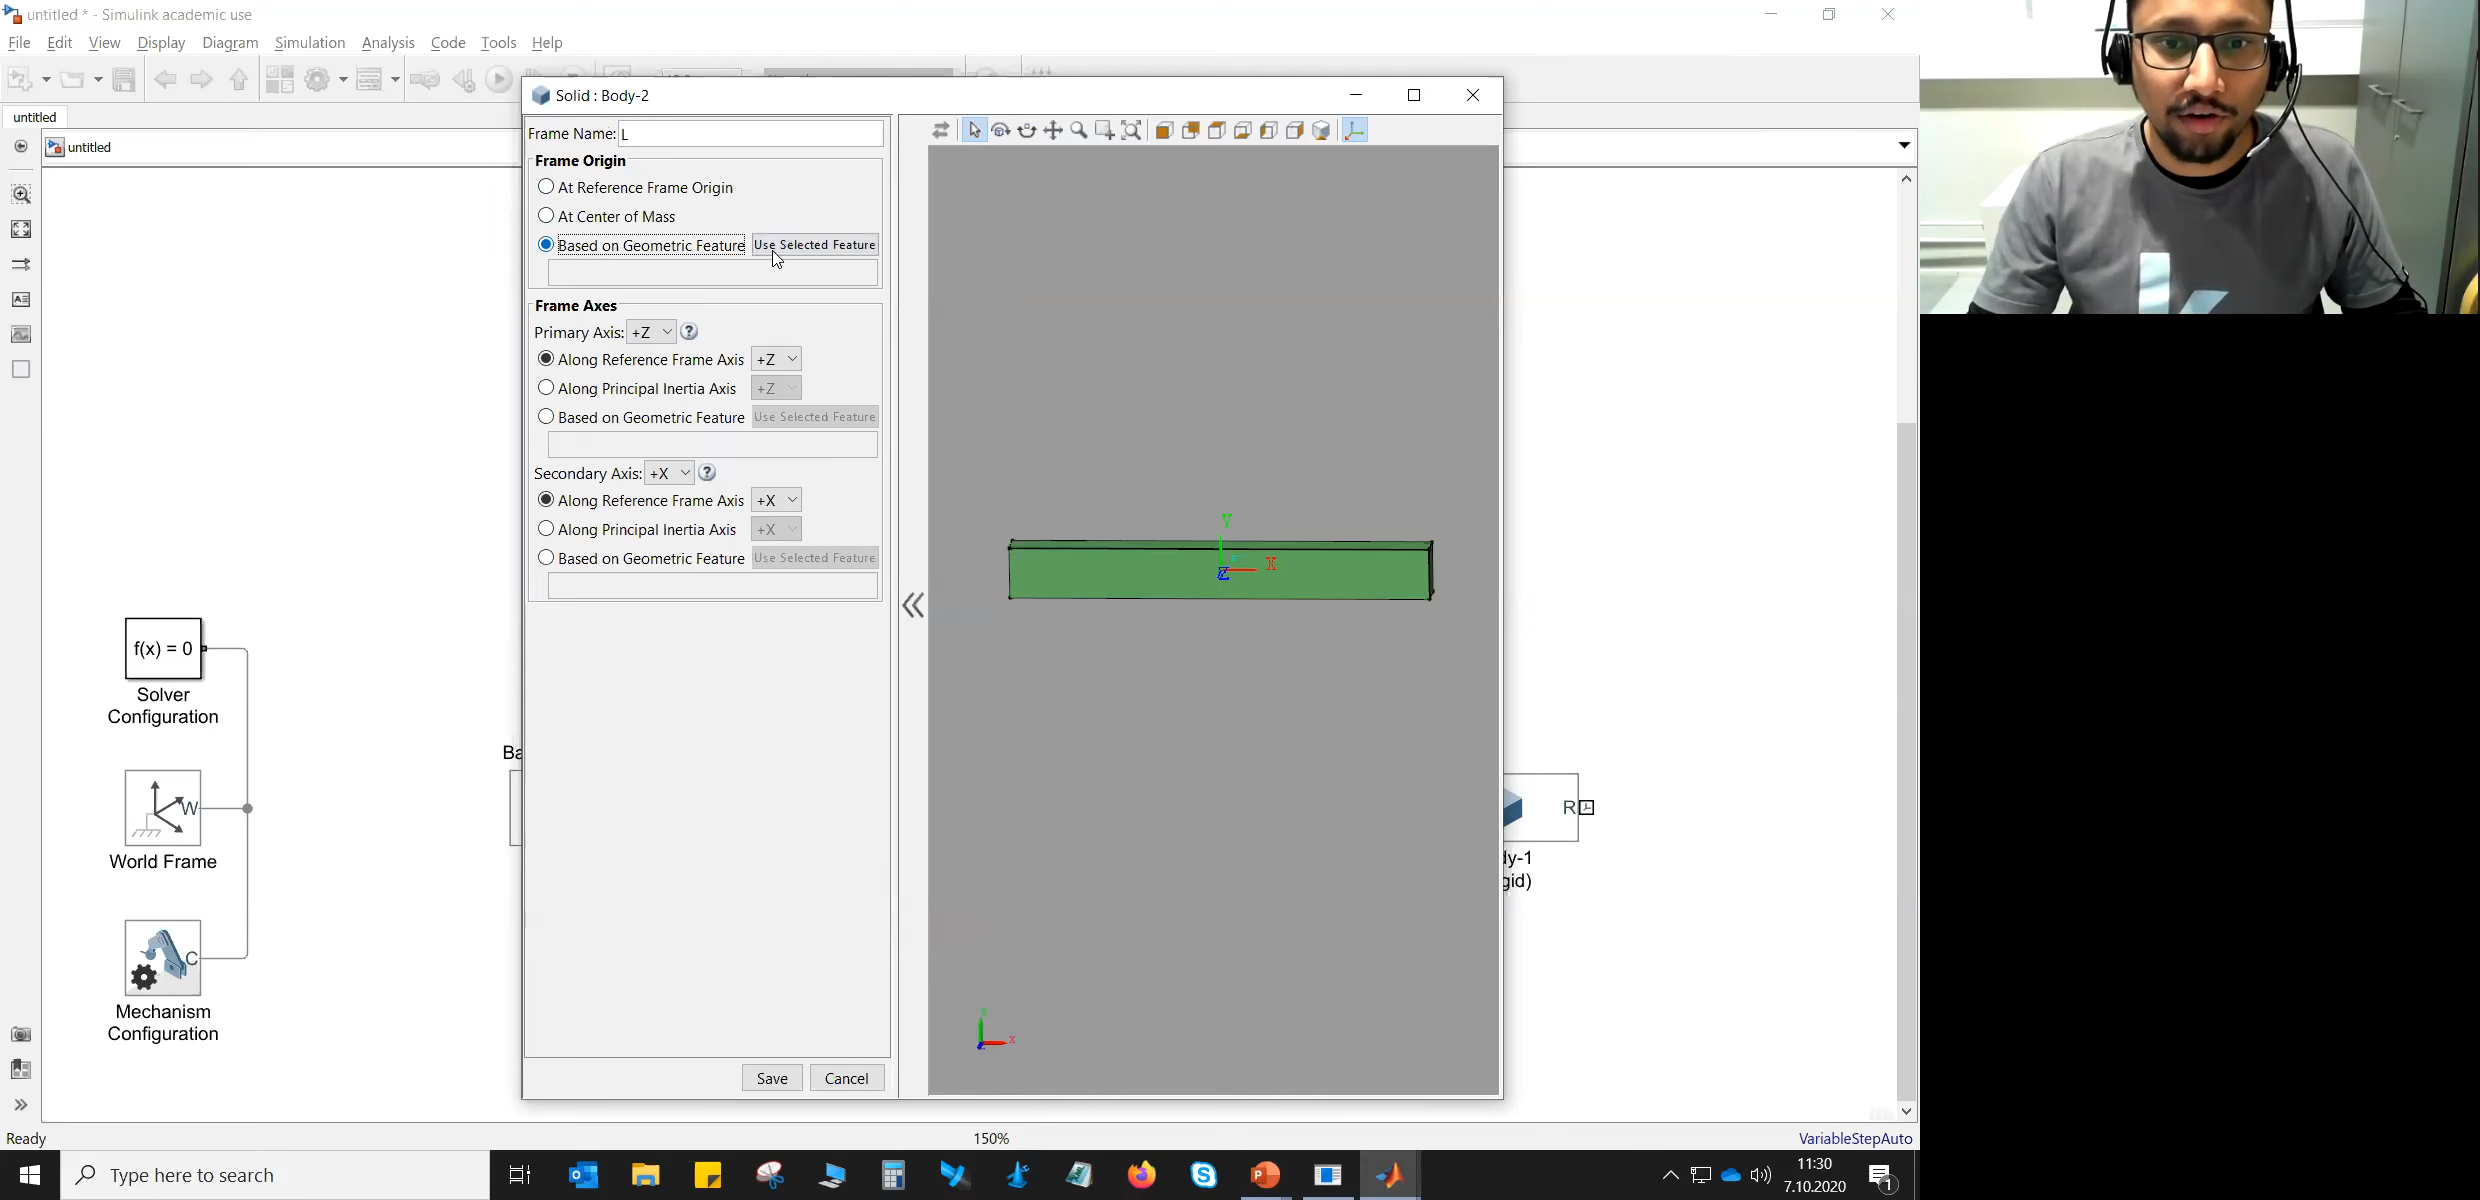 untitled * - Simulink academic use
File Edit View Display Diagram Simulation Analysis Code Tools Help
untitled
untitled
Solid : Body-2
Frame Name: L
Frame Origin
At Reference Frame Origin
At Center of Mass
Based on Geometric Feature Use Selected Feature
Frame Axes
Primary Axis: +Z
Along Reference Frame Axis +Z
Along Principal Inertia Axis +Z
Based on Geometric Feature Use Selected Feature
Secondary Axis: +X
Along Reference Frame Axis +X
Along Principal Inertia Axis +X
Based on Geometric Feature Use Selected Feature
Save Cancel
Y
X
Z
x
f(x) = 0
Solver
Configuration
W
World Frame
C
Mechanism
Configuration
Ba
R
dy-1
gid)
Ready 150% VariableStepAuto
Type here to search
11:30
7.10.2020
1